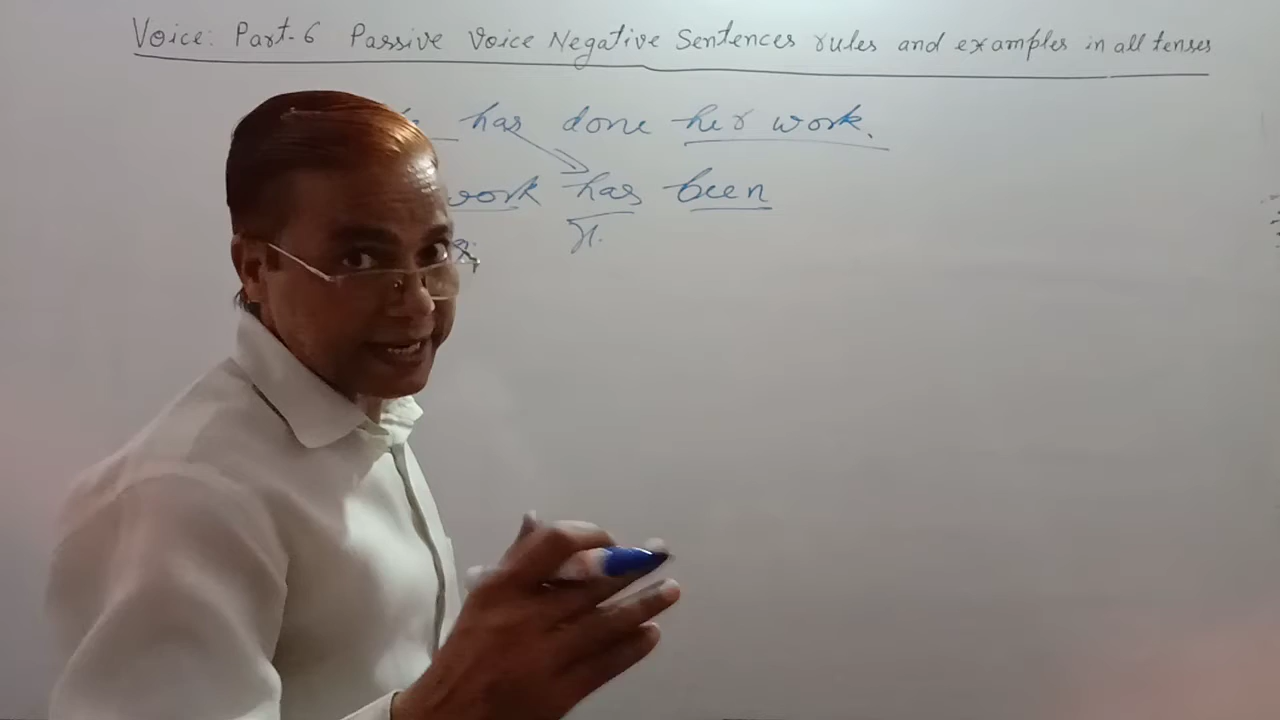 Voice: Part-6 Passive Voice Negative Sentences rules and examples in all tenses
has done her work.
work has been